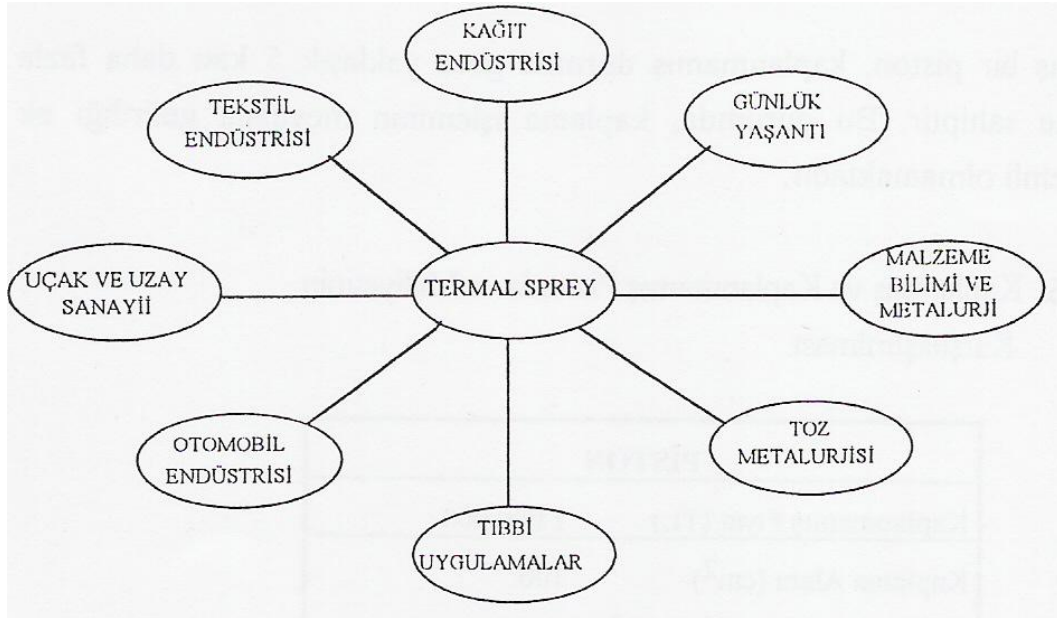 KAĞIT
ENDÜSTRİSİ
TEKSTİL
ENDÜSTRİSİ
GÜNLÜK
YAŞANTI
UÇAK VE UZAY
SANAYİİ
TERMAL SPREY
MALZEME
BİLİMİ VE
METALURJİ
OTOMOBİL
ENDÜSTRİSİ
TOZ
METALURJİSİ
TIBBİ
UYGULAMALAR